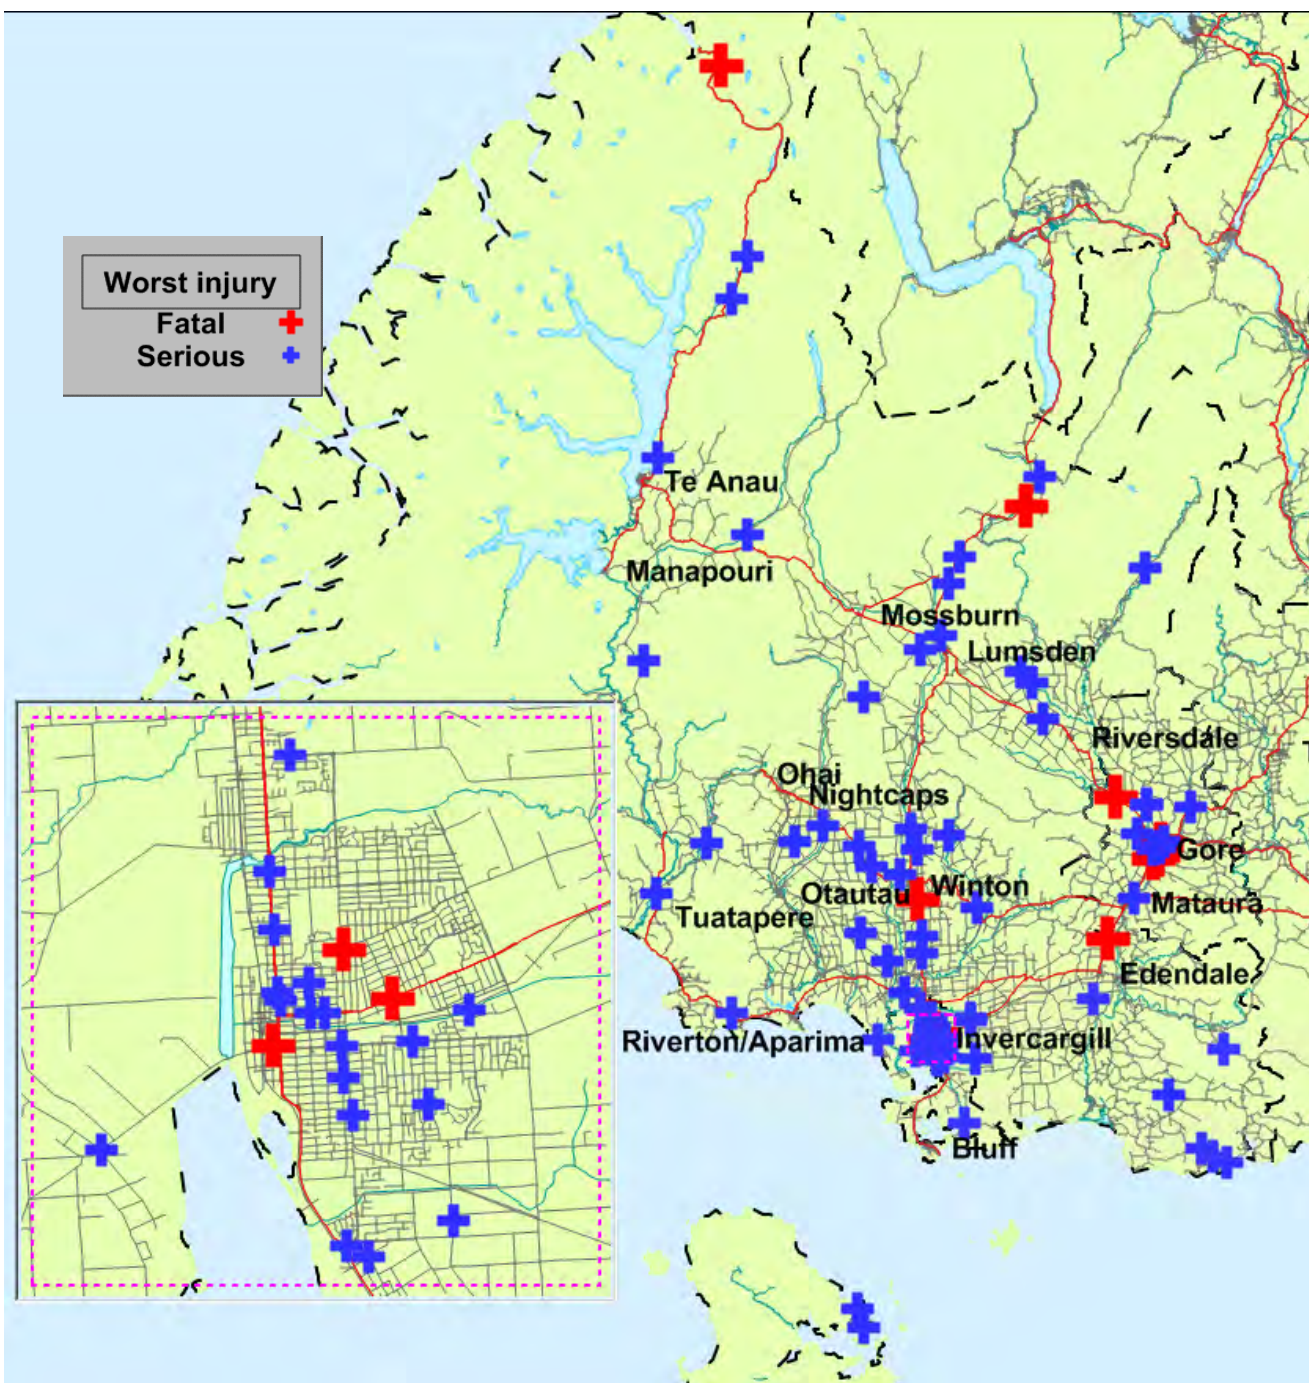 Worst injury
Fatal
Serious
Te Anau
Manapouri
Mossburn
Lumsden
Riversdale
Ohai
Nightcaps
Gore
Otautau
Winton
Mataura
Tuatapere
Edendale
Riverton/Aparima
Invercargill
Bluff